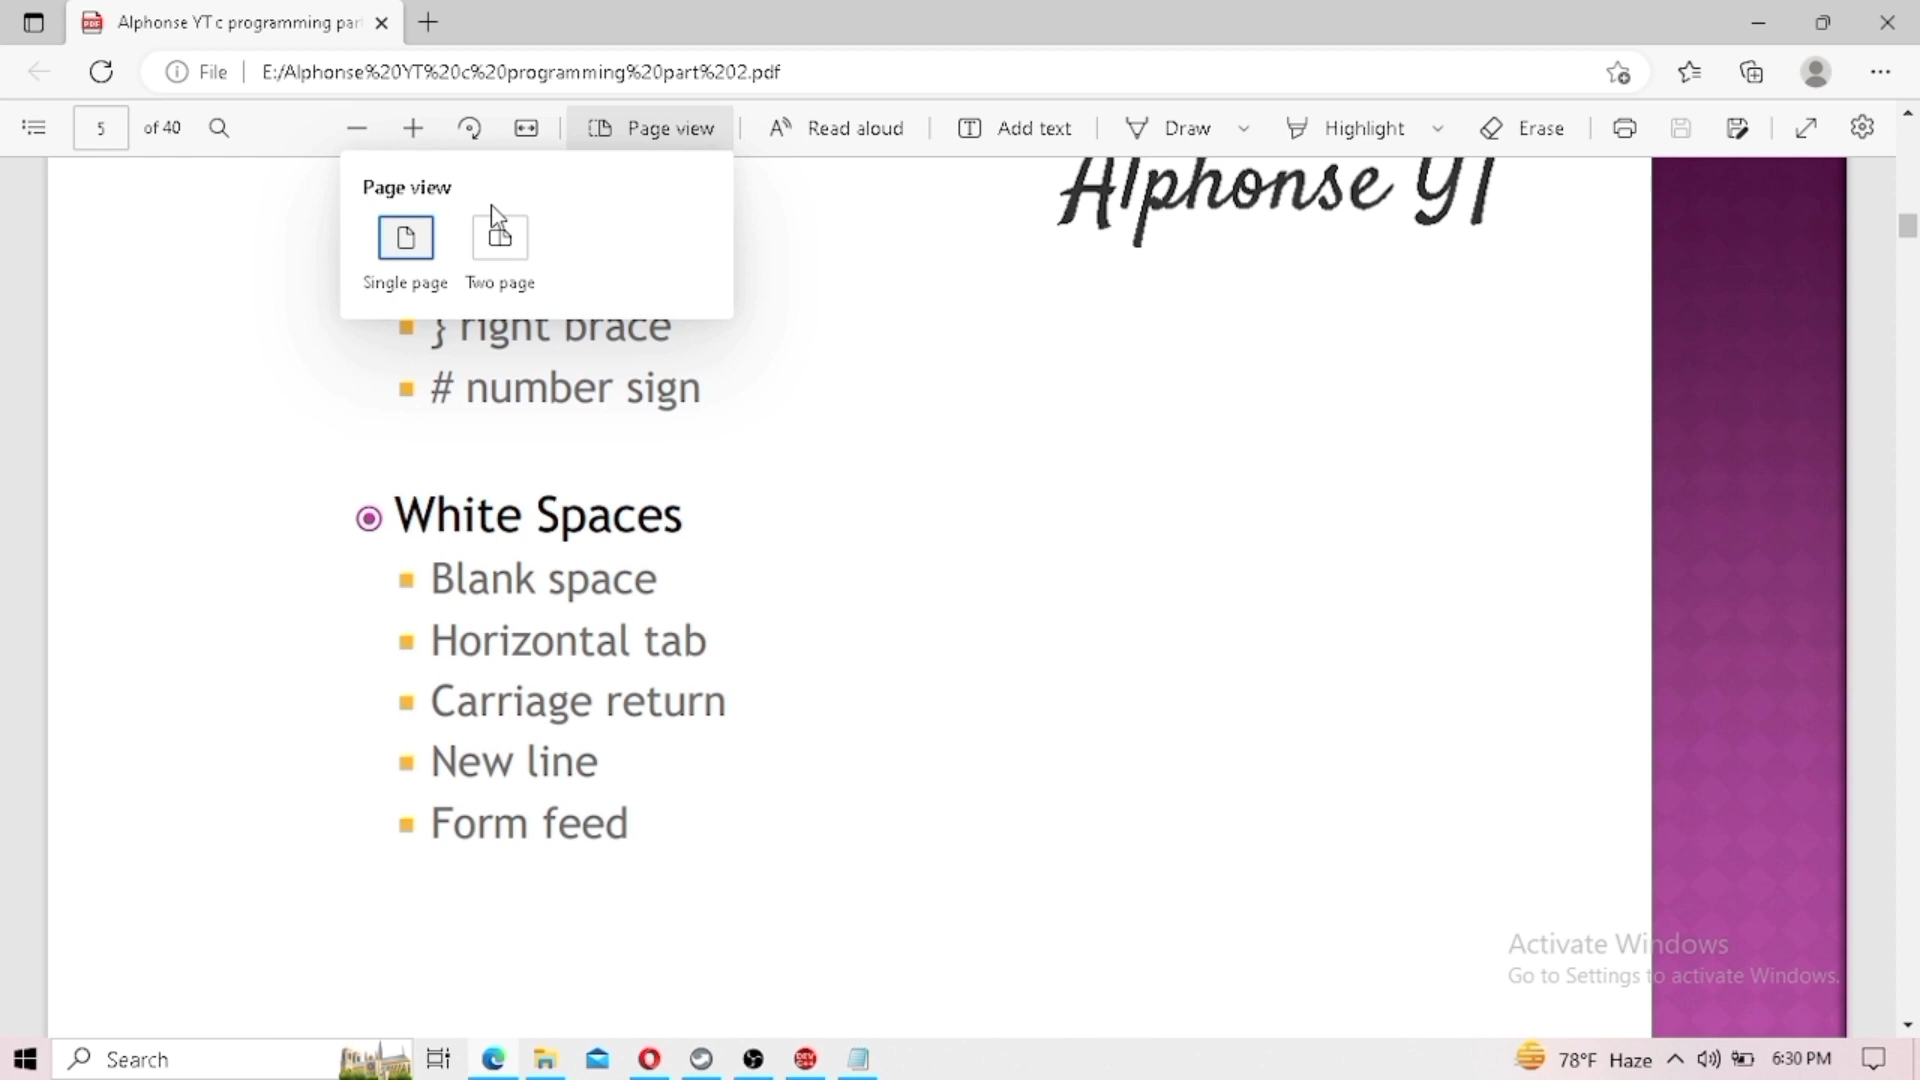 Alphonse YT c programming par
File
E:/Alphonse%20YT%20c%20programming%20part%202.pdf
5
of 40
Page view
Read aloud
Add text
Draw
Highlight
Erase
Page view
Single page
Two page
Alphonse YT
} right brace
# number sign
White Spaces
Blank space
Horizontal tab
Carriage return
New line
Form feed
Activate Windows
Go to Settings to activate Windows.
Search
78°F Haze
6:30 PM